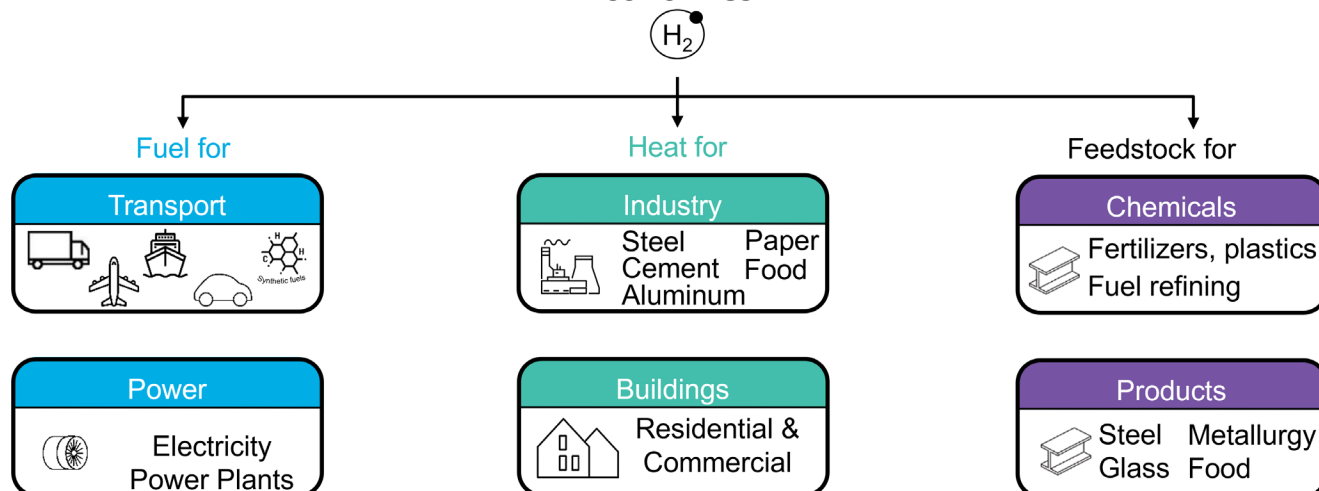 H2
Fuel for
Heat for
Feedstock for
Transport
H
C
H
Synthetic fuels
Industry
Steel Paper
Cement Food
Aluminum
Chemicals
Fertilizers, plastics
Fuel refining
Power
Electricity
Power Plants
Buildings
Residential &
Commercial
Products
Steel Metallurgy
Glass Food